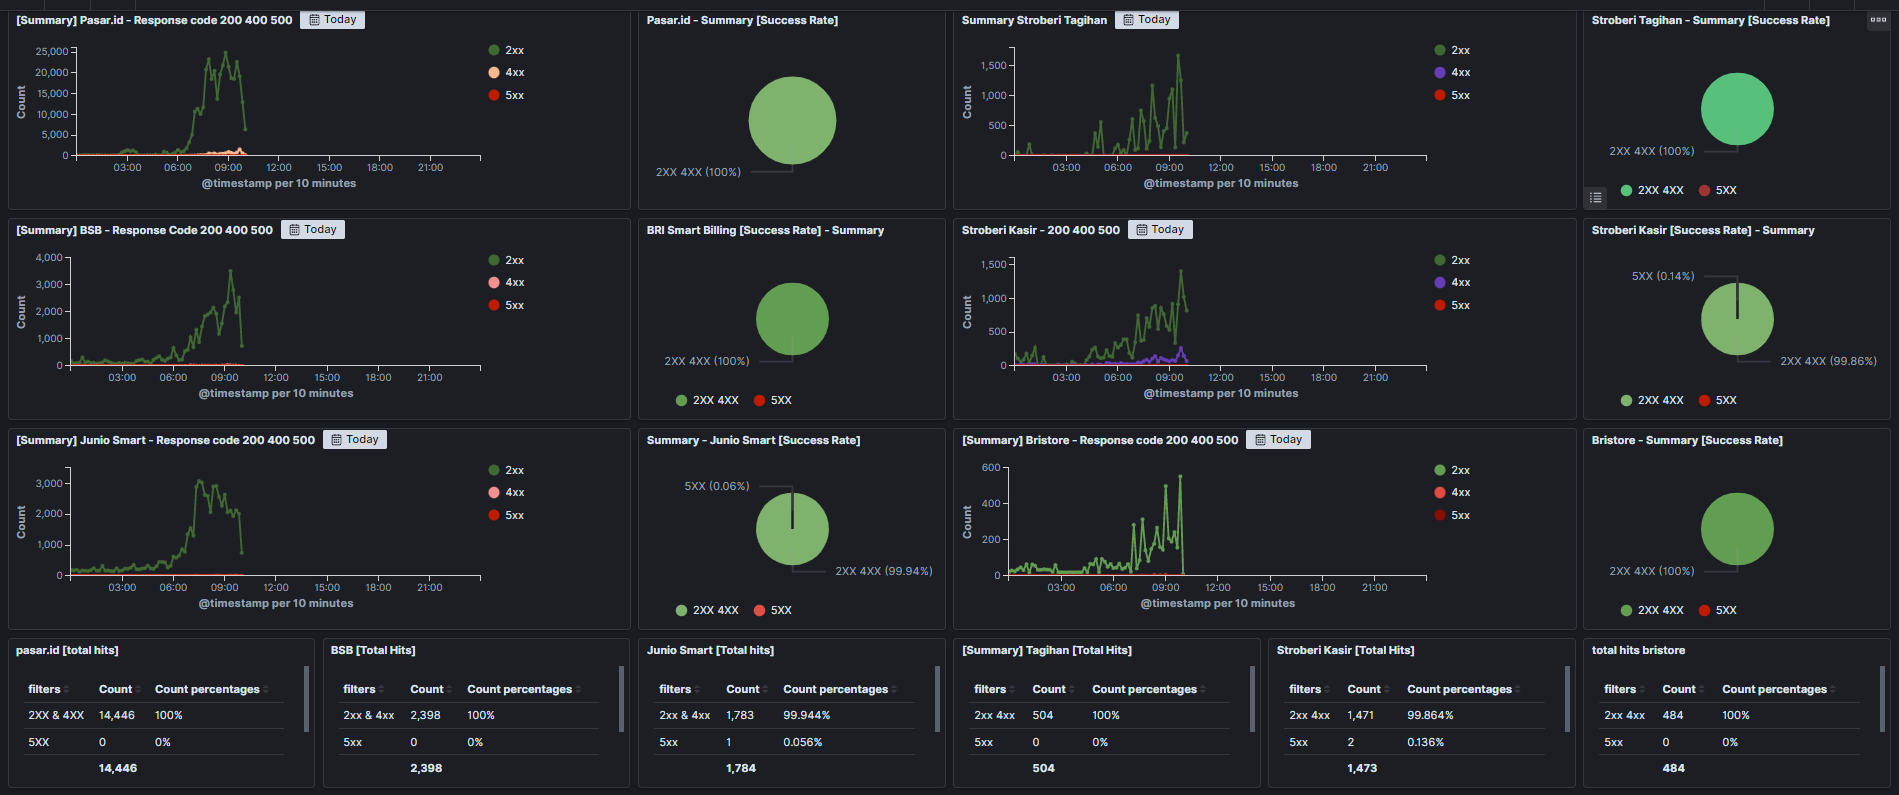 [Summary] Pasar.id - Response code 200 400 500 Today
25,000
20,000
15,000
10,000
5,000
0
Count
03:00 06:00 09:00 12:00 15:00 18:00 21:00
@timestamp per 10 minutes
2xx
4xx
5xx
Pasar.id - Summary [Success Rate]
2XX 4XX (100%)
Summary Stroberi Tagihan Today
1,500
1,000
500
0
Count
03:00 06:00 09:00 12:00 15:00 18:00 21:00
@timestamp per 10 minutes
2xx
4xx
5xx
Stroberi Tagihan - Summary [Success Rate]
2XX 4XX (100%)
2XX 4XX 5XX
[Summary] BSB - Response Code 200 400 500 Today
4,000
3,000
2,000
1,000
0
Count
03:00 06:00 09:00 12:00 15:00 18:00 21:00
@timestamp per 10 minutes
2xx
4xx
5xx
BRI Smart Billing [Success Rate] - Summary
2XX 4XX (100%)
2XX 4XX 5XX
Stroberi Kasir - 200 400 500 Today
1,500
1,000
500
0
Count
03:00 06:00 09:00 12:00 15:00 18:00 21:00
@timestamp per 10 minutes
2xx
4xx
5xx
Stroberi Kasir [Success Rate] - Summary
5XX (0.14%)
2XX 4XX (99.86%)
2XX 4XX 5XX
[Summary] Junio Smart - Response code 200 400 500 Today
3,000
2,000
1,000
0
Count
03:00 06:00 09:00 12:00 15:00 18:00 21:00
@timestamp per 10 minutes
2xx
4xx
5xx
Summary - Junio Smart [Success Rate]
5XX (0.06%)
2XX 4XX (99.94%)
2XX 4XX 5XX
[Summary] Bristore - Response code 200 400 500 Today
600
400
200
0
Count
03:00 06:00 09:00 12:00 15:00 18:00 21:00
@timestamp per 10 minutes
2xx
4xx
5xx
Bristore - Summary [Success Rate]
2XX 4XX (100%)
2XX 4XX 5XX
pasar.id [total hits]
filters Count Count percentages
2XX & 4XX 14,446 100%
5XX 0 0%
14,446
BSB [Total Hits]
filters Count Count percentages
2xx & 4xx 2,398 100%
5xx 0 0%
2,398
Junio Smart [Total hits]
filters Count Count percentages
2xx & 4xx 1,783 99.944%
5xx 1 0.056%
1,784
[Summary] Tagihan [Total Hits]
filters Count Count percentages
2xx 4xx 504 100%
5xx 0 0%
504
Stroberi Kasir [Total Hits]
filters Count Count percentages
2xx 4xx 1,471 99.864%
5xx 2 0.136%
1,473
total hits bristore
filters Count Count percentages
2xx 4xx 484 100%
5xx 0 0%
484